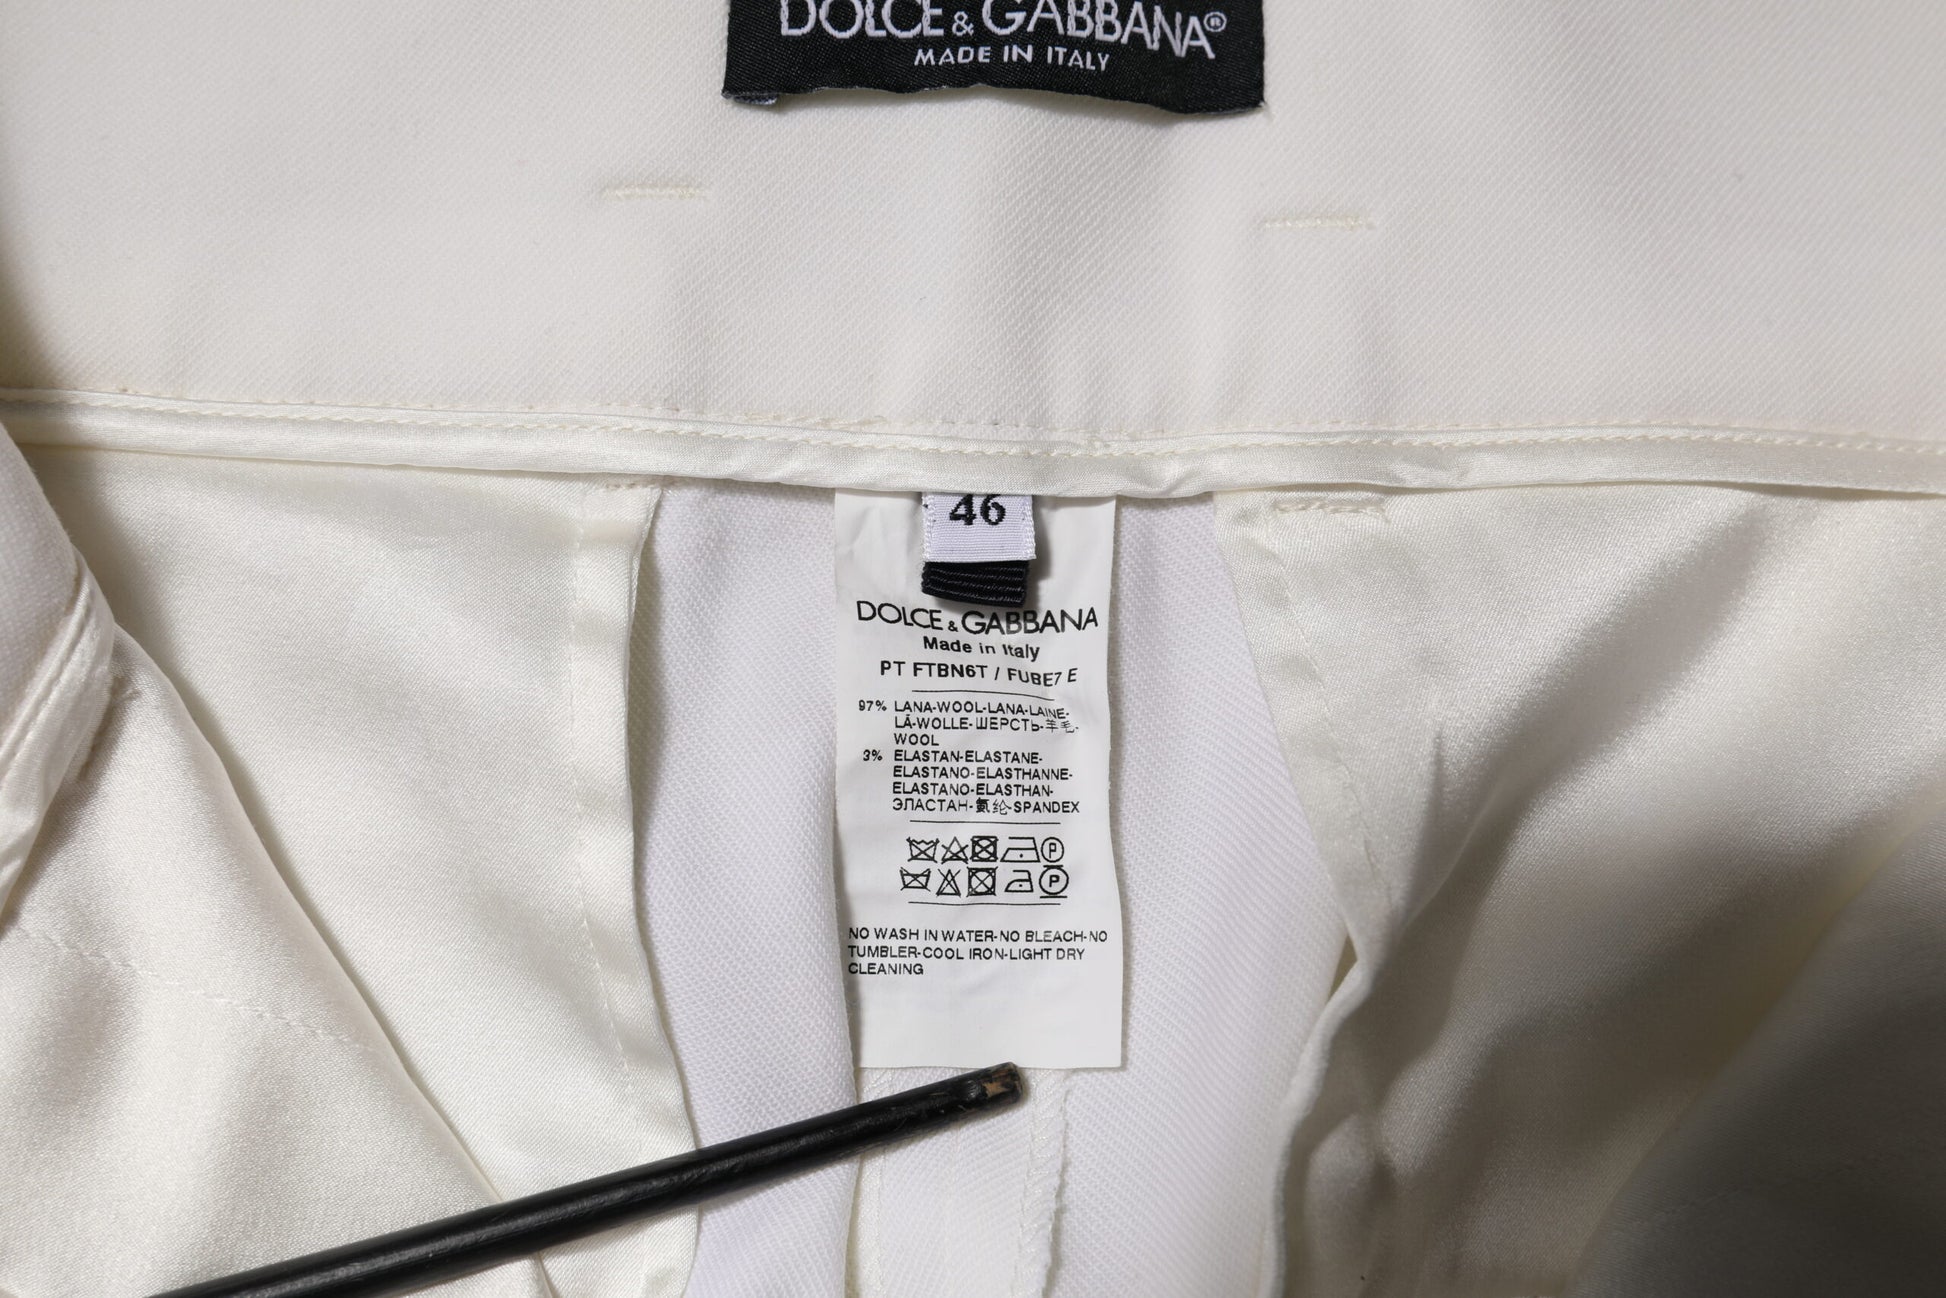 DOLCE & GABBANA®
MADE IN ITALY
46
DOLCE & GABBANA
Made in Italy
PT FTBN6T / FUBE7 E
97% LANA-WOOL-LANA-LAINE-
LÃ-WOLLE-ШЕРСТЬ-羊毛-
WOOL
3% ELASTAN-ELASTANE-
ELASTANO-ELASTHANNE-
ELASTANO-ELASTHAN-
ЭЛАСТАН-氨纶-SPANDEX
P
P
NO WASH IN WATER-NO BLEACH-NO
TUMBLER-COOL IRON-LIGHT DRY
CLEANING